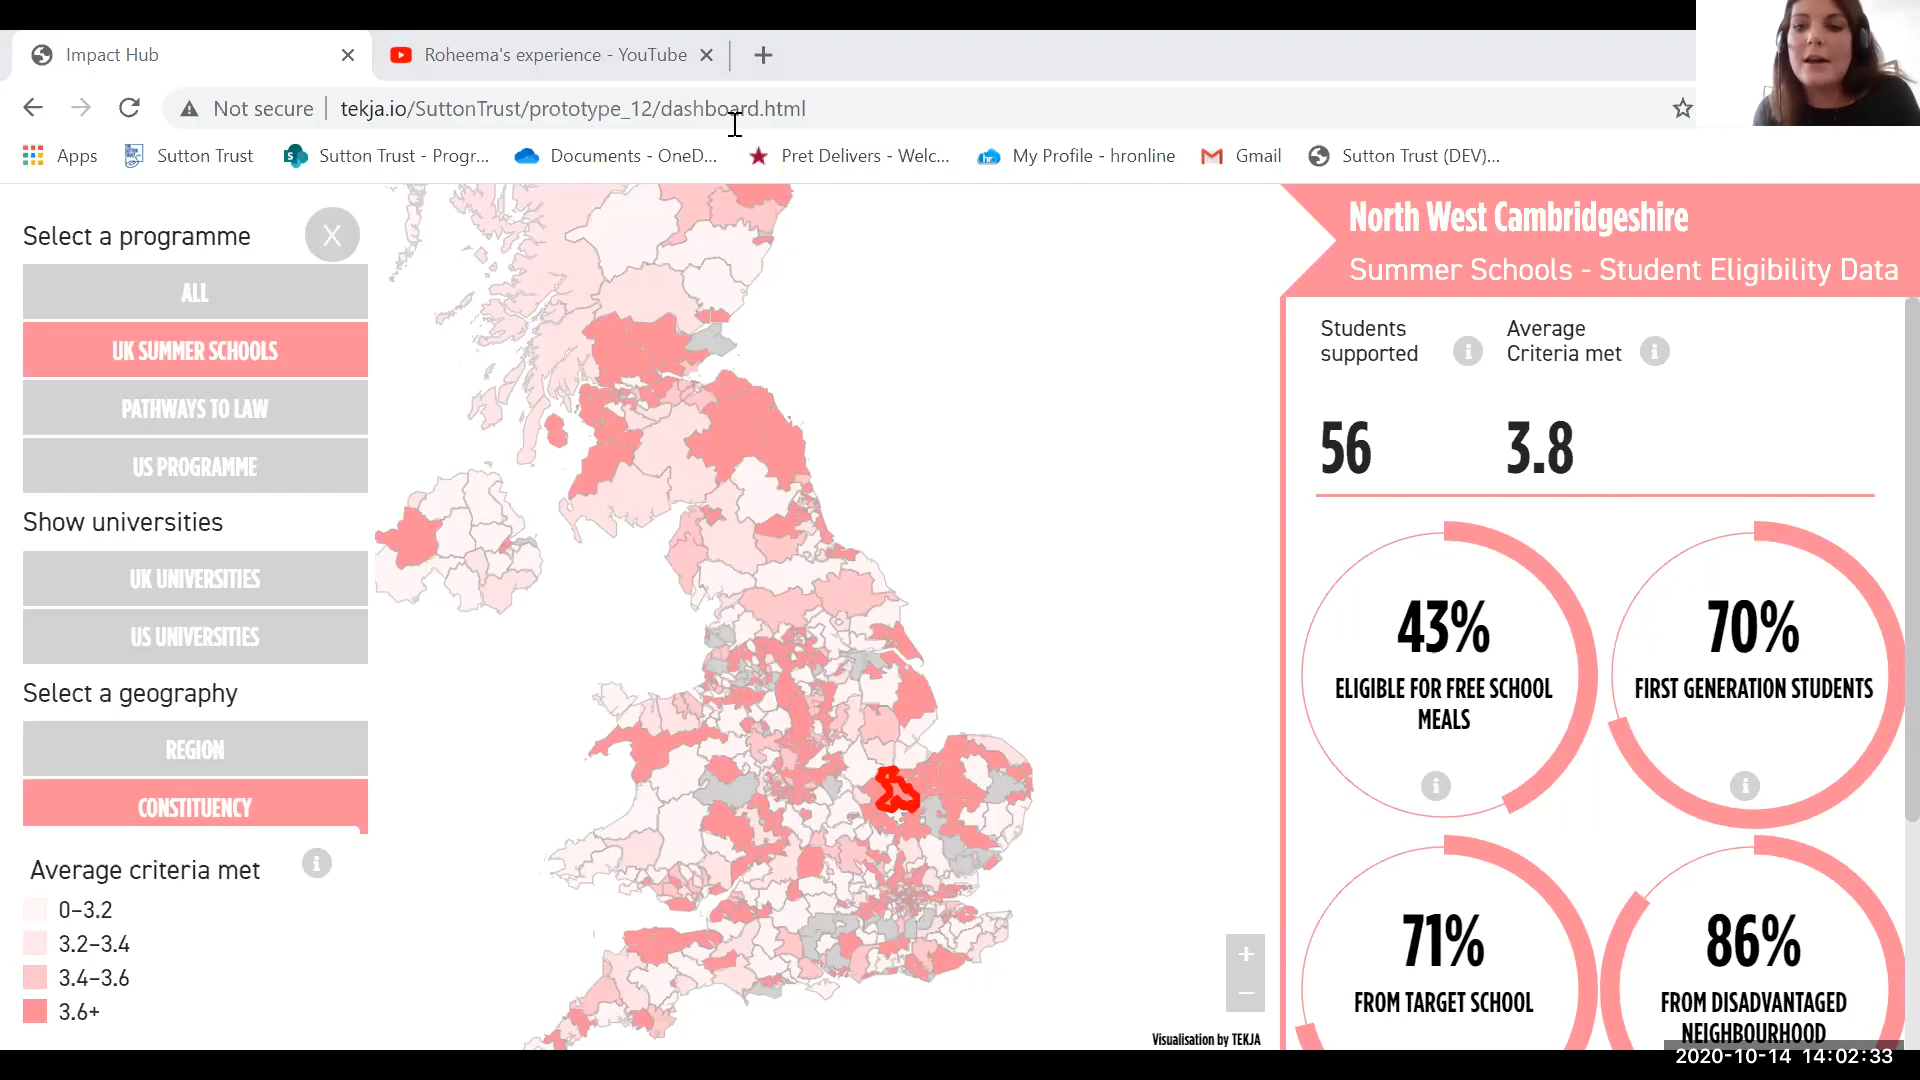 Impact Hub
Roheema's experience - YouTube
Not secure
tekja.io/SuttonTrust/prototype_12/dashboard.html
Apps
Sutton Trust
Sutton Trust - Progr...
Documents - OneD...
Pret Delivers - Welc...
My Profile - hronline
Gmail
Sutton Trust (DEV)...
Select a programme
X
ALL
UK SUMMER SCHOOLS
PATHWAYS TO LAW
US PROGRAMME
Show universities
UK UNIVERSITIES
US UNIVERSITIES
Select a geography
REGION
CONSTITUENCY
Average criteria met
i
0–3.2
3.2–3.4
3.4–3.6
3.6+
+
−
Visualisation by TEKJA
North West Cambridgeshire
Summer Schools - Student Eligibility Data
Students
supported
i
Average
Criteria met
i
56
3.8
43%
ELIGIBLE FOR FREE SCHOOL
MEALS
i
70%
FIRST GENERATION STUDENTS
i
71%
FROM TARGET SCHOOL
86%
FROM DISADVANTAGED
NEIGHBOURHOOD
2020-10-14 14:02:33